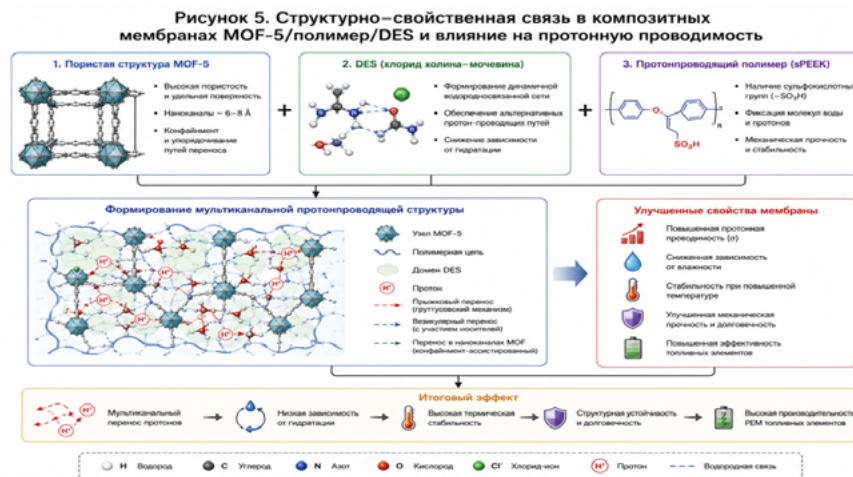 Рисунок 5. Структурно–свойственная связь в композитных
мембранах MOF-5/полимер/DES и влияние на протонную проводимость
1. Пористая структура MOF-5
• Высокая пористость
и удельная поверхность
• Наноканалы ~ 6–8 Å
• Конфайнмент
и упорядочивание
путей переноса
+
2. DES (хлорид холина-мочевина)
Cl⁻
• Формирование динамичной
водородносвязанной сети
• Обеспечение альтернативных
протон-проводящих путей
• Снижение зависимости
от гидратации
+
3. Протонпроводящий полимер (sPEEK)
O
n
SO₃H
• Наличие сульфокислотных
групп (−SO₃H)
• Фиксация молекул воды
и протонов
• Механическая прочность
и стабильность
Формирование мультиканальной протонпроводящей структуры
H⁺
H⁺
H⁺
H⁺
H⁺
H⁺
Узел MOF-5
Полимерная цепь
Домен DES
H⁺ Протон
Прыжковый перенос
(груттусовский механизм)
Везикулярный перенос
(с участием носителей)
Перенос в наноканалах MOF
(конфайнмент-ассистированный)
Улучшенные свойства мембраны
Повышенная протонная
проводимость (σ)
Сниженная зависимость
от влажности
Стабильность при повышенной
температуре
Улучшенная механическая
прочность и долговечность
Повышенная эффективность
топливных элементов
Итоговый эффект
H⁺
H⁺
Мультиканальный
перенос протонов
Низкая зависимость
от гидратации
Высокая термическая
стабильность
Структурная устойчивость
и долговечность
Высокая производительность
PEM топливных элементов
H Водород
C Углерод
N Азот
O Кислород
Cl⁻ Хлорид-ион
H⁺ Протон
Водородная связь